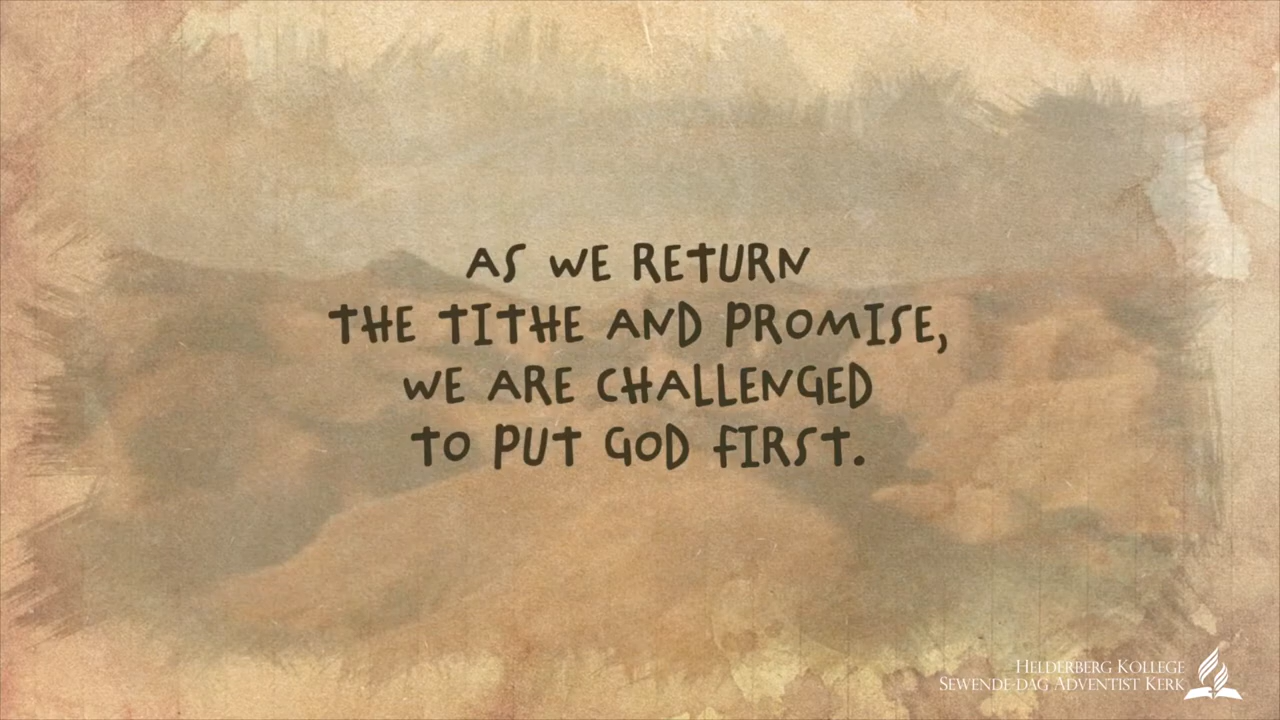 AS WE RETURN
THE TITHE AND PROMISE,
WE ARE CHALLENGED
TO PUT GOD FIRST.
HELDERBERG KOLLEGE
SEWENDE-DAG ADVENTIST KERK